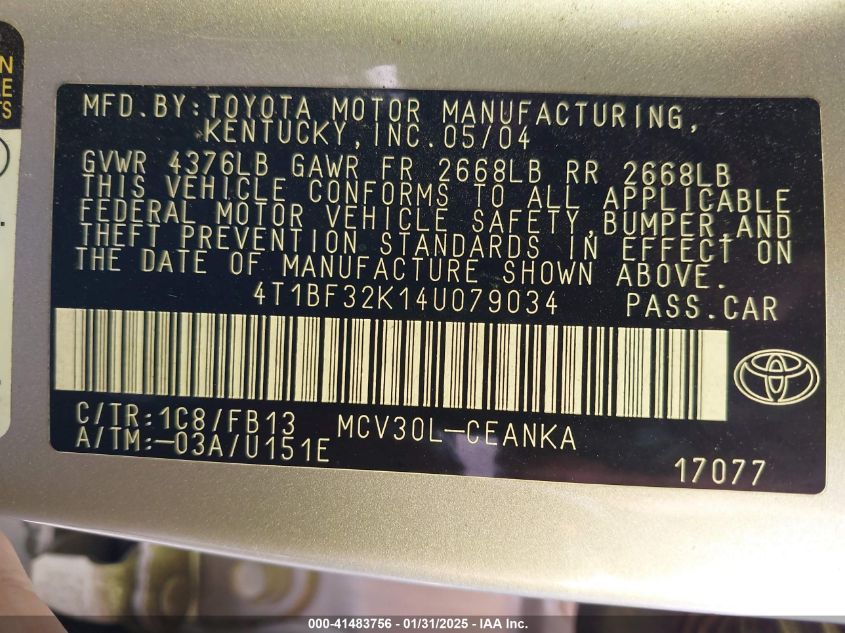 N
LE
TS
MFD.BY:TOYOTA MOTOR MANUFACTURING,
KENTUCKY,INC.05/04
GVWR 4376LB GAWR FR 2668LB RR 2668LB
THIS VEHICLE CONFORMS TO ALL APPLICABLE
FEDERAL MOTOR VEHICLE SAFETY,BUMPER,AND
THEFT PREVENTION STANDARDS IN EFFECT ON
THE DATE OF MANUFACTURE SHOWN ABOVE.
4T1BF32K14U079034 PASS.CAR
C/TR:1C8/FB13 MCV30L-CEANKA
A/TM:-03A/U151E
17077
000-41483756 - 01/31/2025 - IAA Inc.